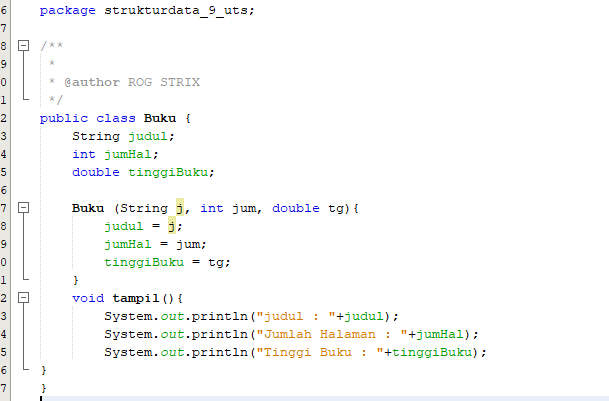 6 package strukturdata_9_uts;
7
8 /**
9  *
0  * @author ROG STRIX
1  */
2 public class Buku {
3     String judul;
4     int jumHal;
5     double tinggiBuku;
6
7     Buku (String j, int jum, double tg){
8         judul = j;
9         jumHal = jum;
0         tinggiBuku = tg;
1     }
2     void tampil(){
3         System.out.println("judul : "+judul);
4         System.out.println("Jumlah Halaman : "+jumHal);
5         System.out.println("Tinggi Buku : "+tinggiBuku);
6 }
7 }